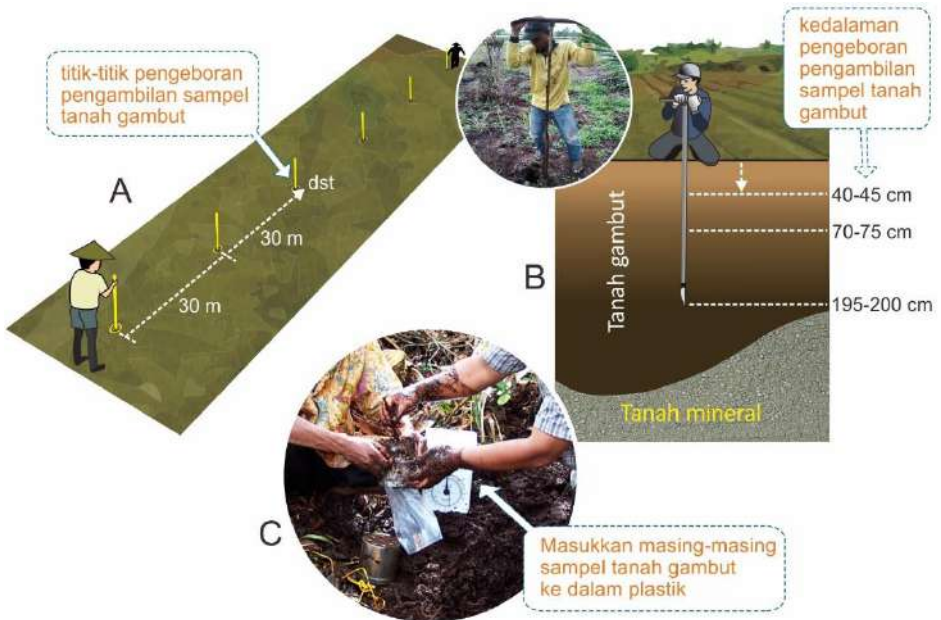 titik-titik pengeboran
pengambilan sampel
tanah gambut
A
dst
30 m
30 m
kedalaman
pengeboran
pengambilan
sampel tanah
gambut
B
Tanah gambut
40-45 cm
70-75 cm
195-200 cm
Tanah mineral
C
Masukkan masing-masing
sampel tanah gambut
ke dalam plastik